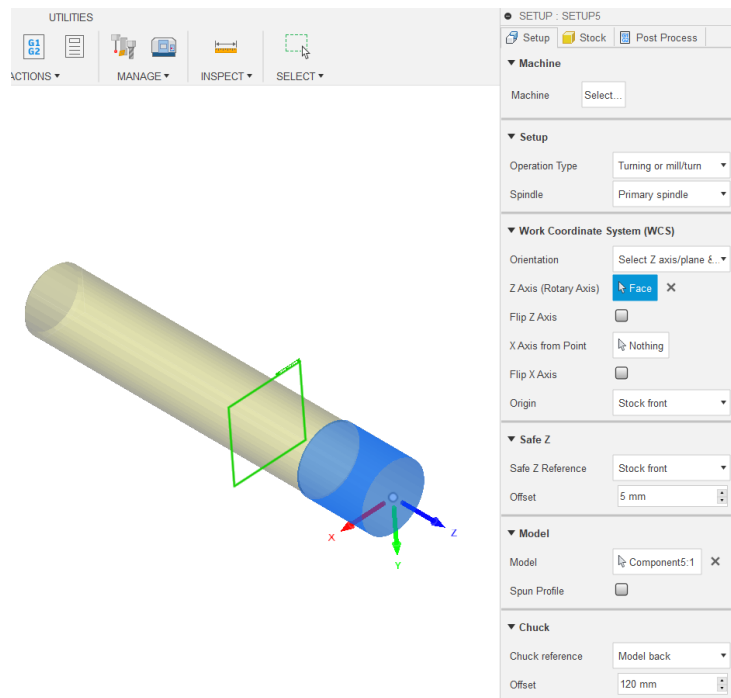 UTILITIES
G1
G2
ACTIONS ▾
MANAGE ▾
INSPECT ▾
SELECT ▾
SETUP : SETUP5
Setup
Stock
Post Process
Machine
Machine
Select...
Setup
Operation Type
Turning or mill/turn
Spindle
Primary spindle
Work Coordinate System (WCS)
Orientation
Select Z axis/plane &...
Z Axis (Rotary Axis)
Face
Flip Z Axis
X Axis from Point
Nothing
Flip X Axis
Origin
Stock front
Safe Z
Safe Z Reference
Stock front
Offset
5 mm
Model
Model
Component5:1
Spun Profile
Chuck
Chuck reference
Model back
Offset
120 mm
X
Y
Z